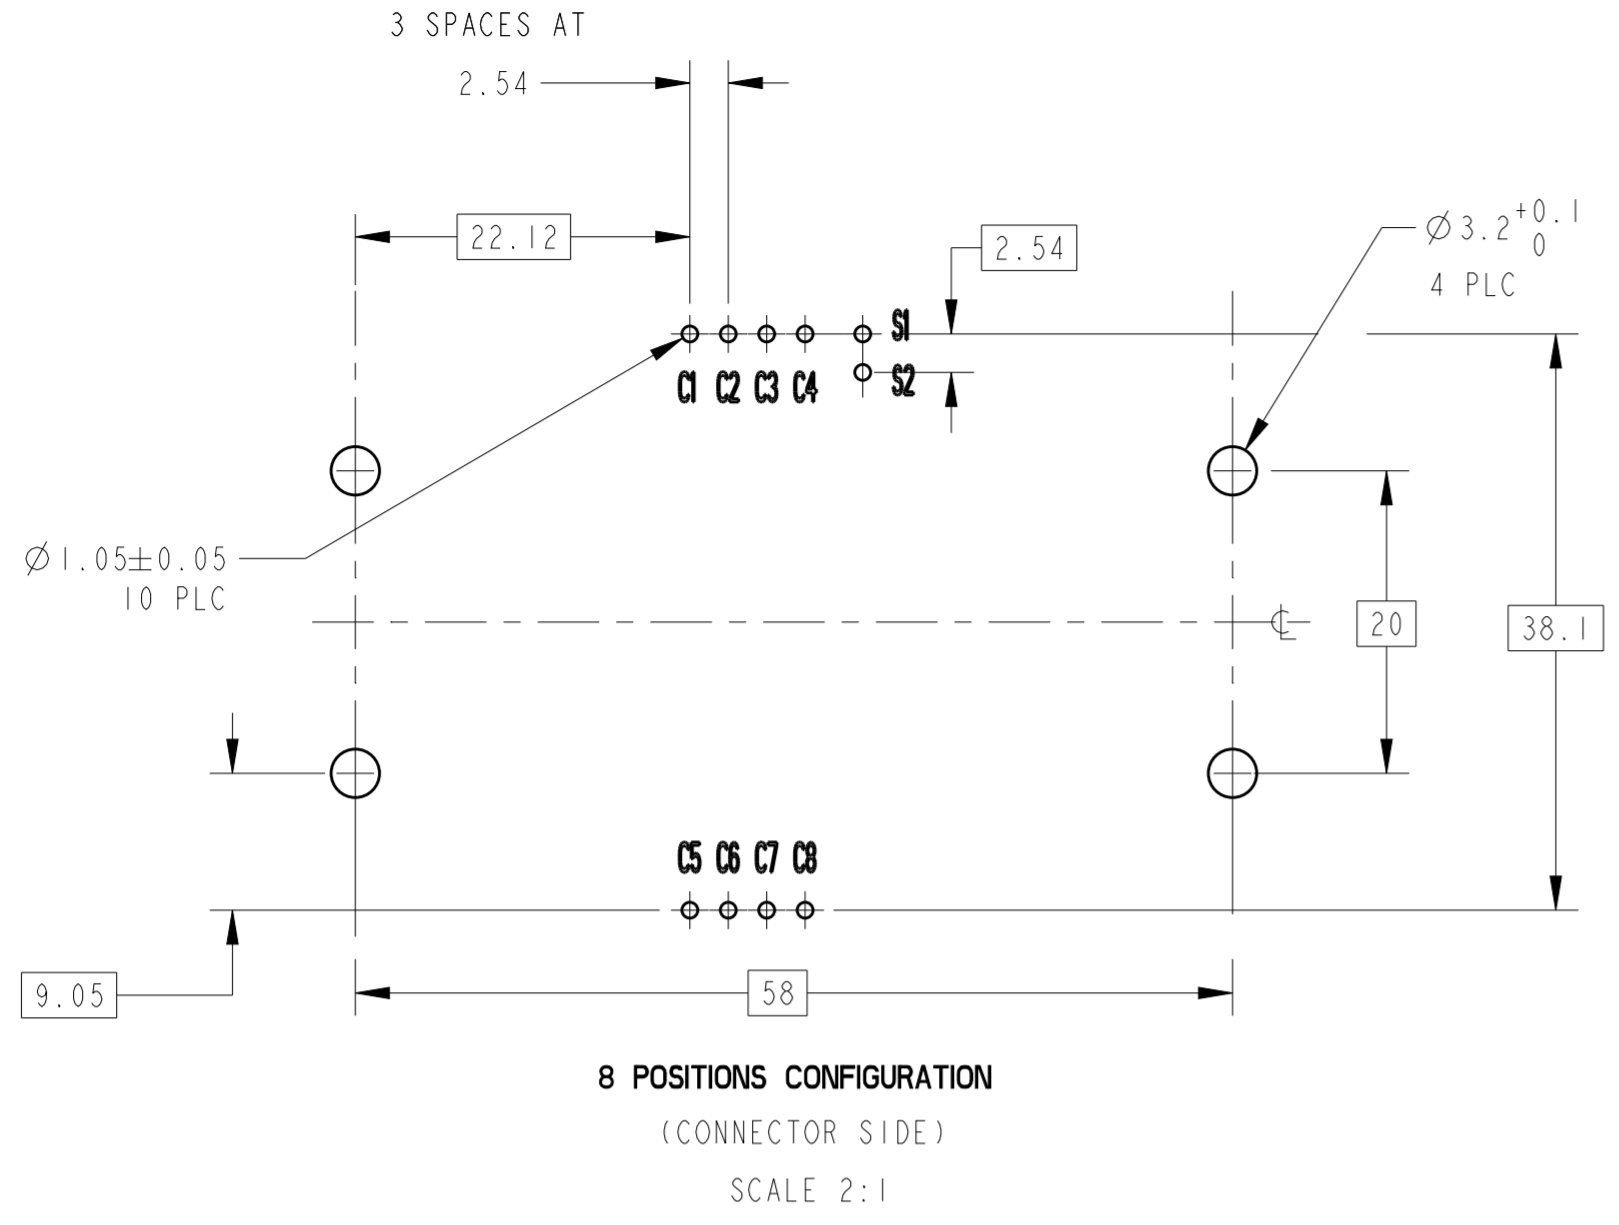 3 SPACES AT
2.54
22.12
2.54
Ø3.2 +0.1 0
4 PLC
S1
C1 C2 C3 C4 S2
Ø1.05±0.05
10 PLC
℄
20
38.1
C5 C6 C7 C8
9.05
58
8 POSITIONS CONFIGURATION
(CONNECTOR SIDE)
SCALE 2:1